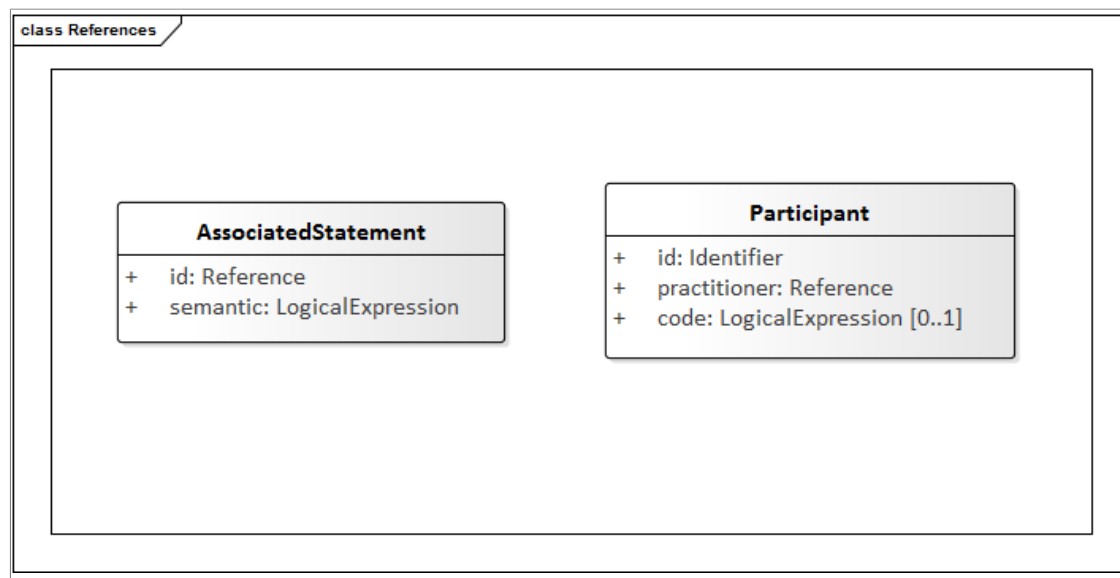 class References
AssociatedStatement
+ id: Reference
+ semantic: LogicalExpression
Participant
+ id: Identifier
+ practitioner: Reference
+ code: LogicalExpression [0..1]